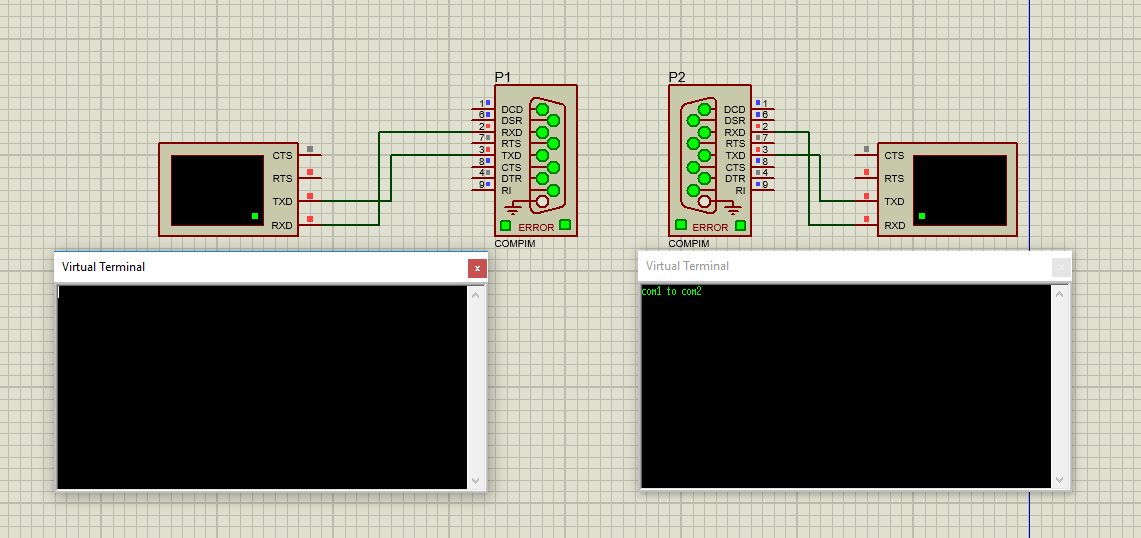 P1
P2
1
DCD
6
DSR
2
RXD
7
RTS
3
TXD
8
CTS
4
DTR
9
RI
ERROR
COMPIM
DCD
1
DSR
6
RXD
2
RTS
7
TXD
3
CTS
8
DTR
4
RI
9
ERROR
COMPIM
CTS
RTS
TXD
RXD
CTS
RTS
TXD
RXD
Virtual Terminal
x
Virtual Terminal
x
com1 to com2